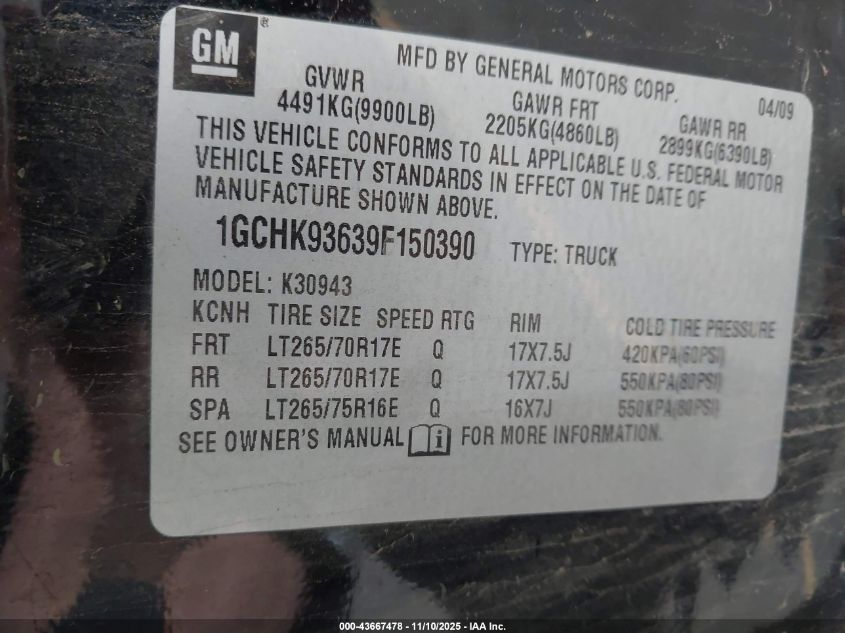 GM ®
MFD BY GENERAL MOTORS CORP.
04/09
GVWR
4491KG(9900LB)
GAWR FRT
2205KG(4860LB)
GAWR RR
2899KG(6390LB)
THIS VEHICLE CONFORMS TO ALL APPLICABLE U.S. FEDERAL MOTOR
VEHICLE SAFETY STANDARDS IN EFFECT ON THE DATE OF
MANUFACTURE SHOWN ABOVE.
1GCHK93639F150390 TYPE: TRUCK
MODEL: K30943
KCNH TIRE SIZE SPEED RTG RIM COLD TIRE PRESSURE
FRT LT265/70R17E Q 17X7.5J 420KPA(60PSI)
RR LT265/70R17E Q 17X7.5J 550KPA(80PSI)
SPA LT265/75R16E Q 16X7J 550KPA(80PSI)
SEE OWNER'S MANUAL i FOR MORE INFORMATION.
000-43667478 - 11/10/2025 - IAA Inc.